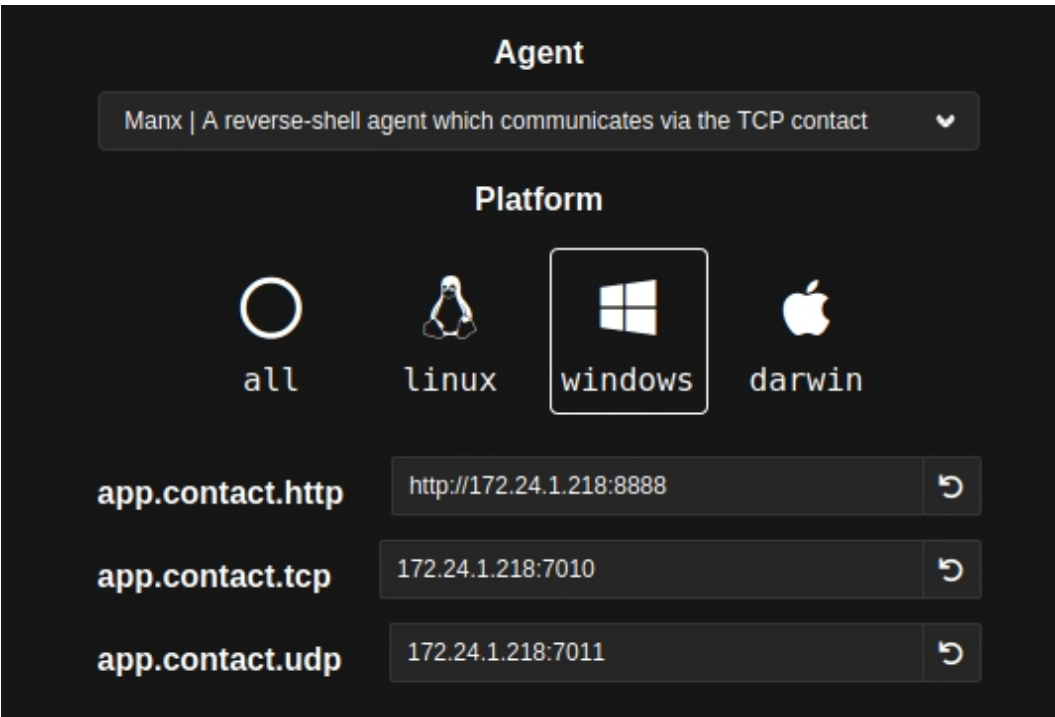 Agent
Manx | A reverse-shell agent which communicates via the TCP contact
Platform
all linux windows darwin
app.contact.http http://172.24.1.218:8888
app.contact.tcp 172.24.1.218:7010
app.contact.udp 172.24.1.218:7011